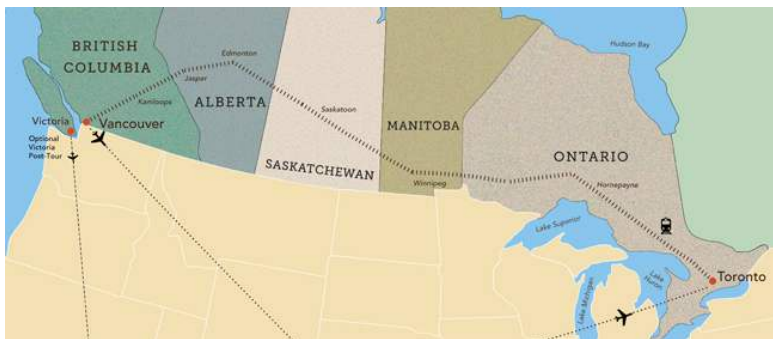 BRITISH
COLUMBIA
Edmonton
Jaspar
Kamloops
ALBERTA
Saskatoon
SASKATCHEWAN
MANITOBA
Winnipeg
ONTARIO
Hornepayne
Hudson Bay
Victoria
Vancouver
Optional
Victoria
Post-Tour
Lake Superior
Lake Michigan
Lake
Huron
Toronto